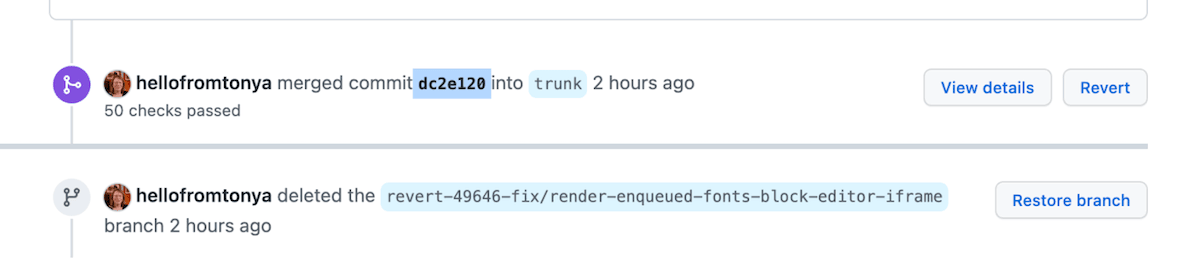 hellofromtonya merged commit dc2e120 into trunk 2 hours ago
View details
Revert
50 checks passed
hellofromtonya deleted the revert-49646-fix/render-enqueued-fonts-block-editor-iframe
Restore branch
branch 2 hours ago